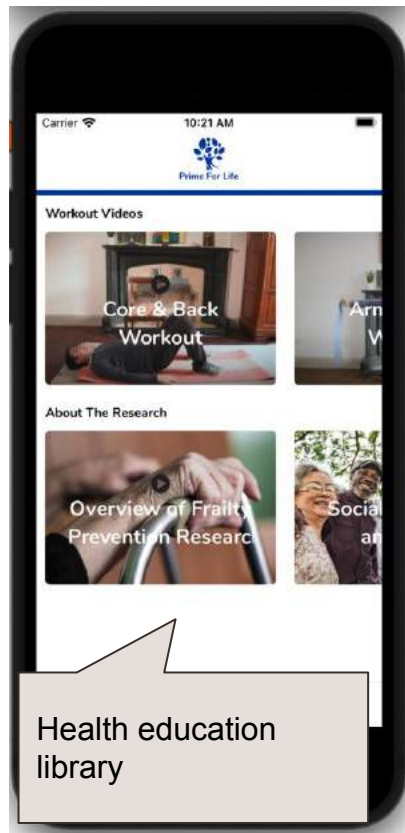 Carrier 10:21 AM
Prime For Life
Workout Videos
Core & Back
Workout
Arm
W
About The Research
Overview of Frailty
Prevention Researc
Social
an
Health education
library